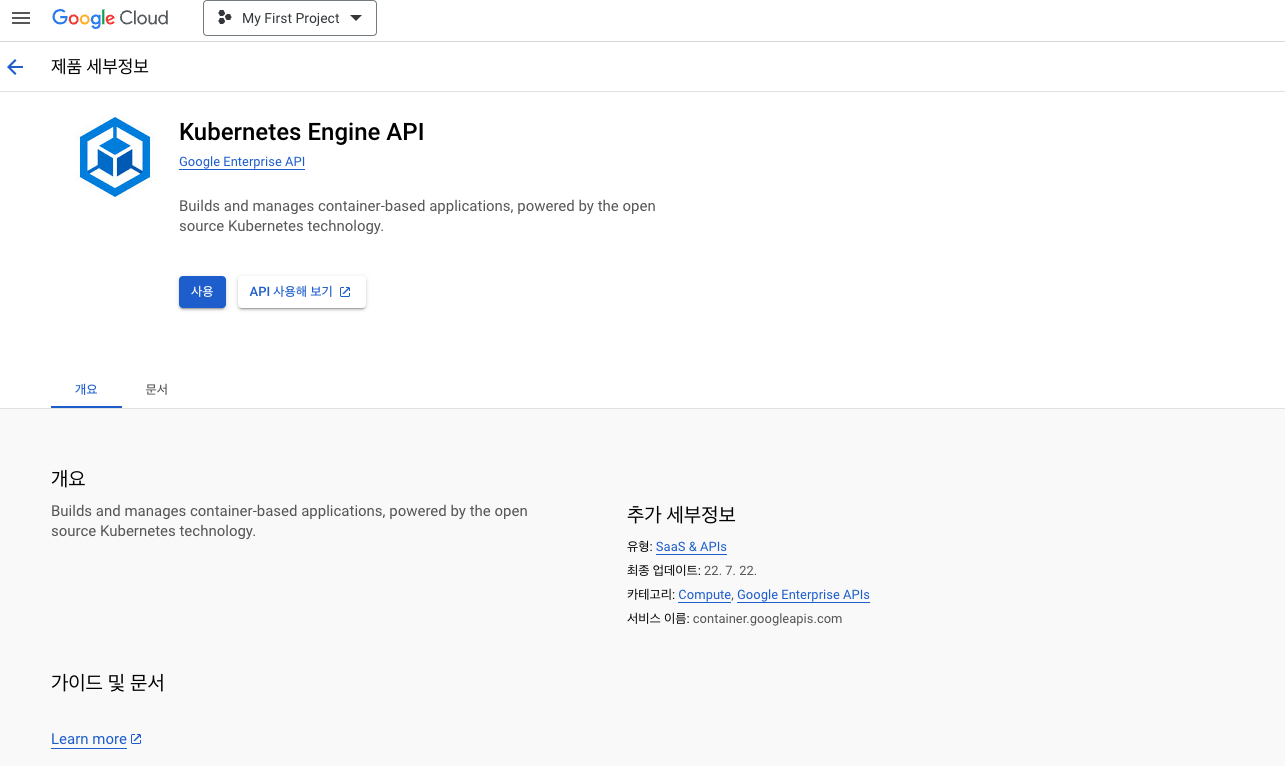 Google Cloud
My First Project
제품 세부정보
Kubernetes Engine API
Google Enterprise API
Builds and manages container-based applications, powered by the open
source Kubernetes technology.
사용
API 사용해 보기
개요
문서
개요
Builds and manages container-based applications, powered by the open
source Kubernetes technology.
추가 세부정보
유형: SaaS & APIs
최종 업데이트: 22. 7. 22.
카테고리: Compute, Google Enterprise APIs
서비스 이름: container.googleapis.com
가이드 및 문서
Learn more